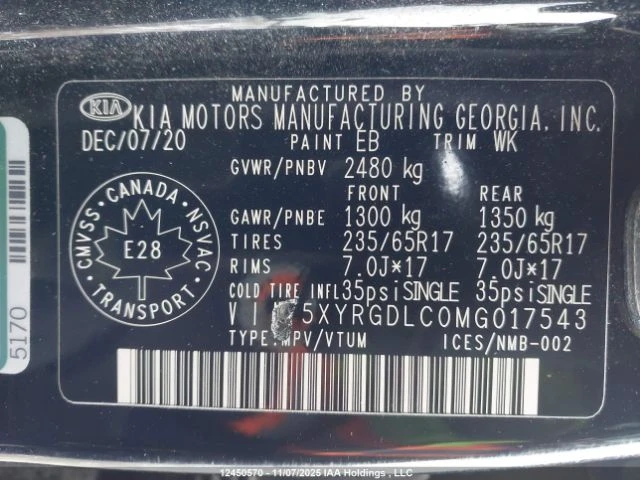 MANUFACTURED BY
KIA KIA MOTORS MANUFACTURING GEORGIA, INC.
DEC/07/20 PAINT EB TRIM WK
GVWR/PNBV 2480 kg
FRONT REAR
GAWR/PNBE 1300 kg 1350 kg
TIRES 235/65R17 235/65R17
RIMS 7.0J*17 7.0J*17
COLD TIRE INFL 35psi SINGLE 35psi SINGLE
5XYRGDLC0MG017543
TYPE:MPV/VTUM ICES/NMB-002
CMVSS · CANADA · NSVAC
E28
TRANSPORT
5170
12450570 - 11/07/2025 IAA Holdings , LLC